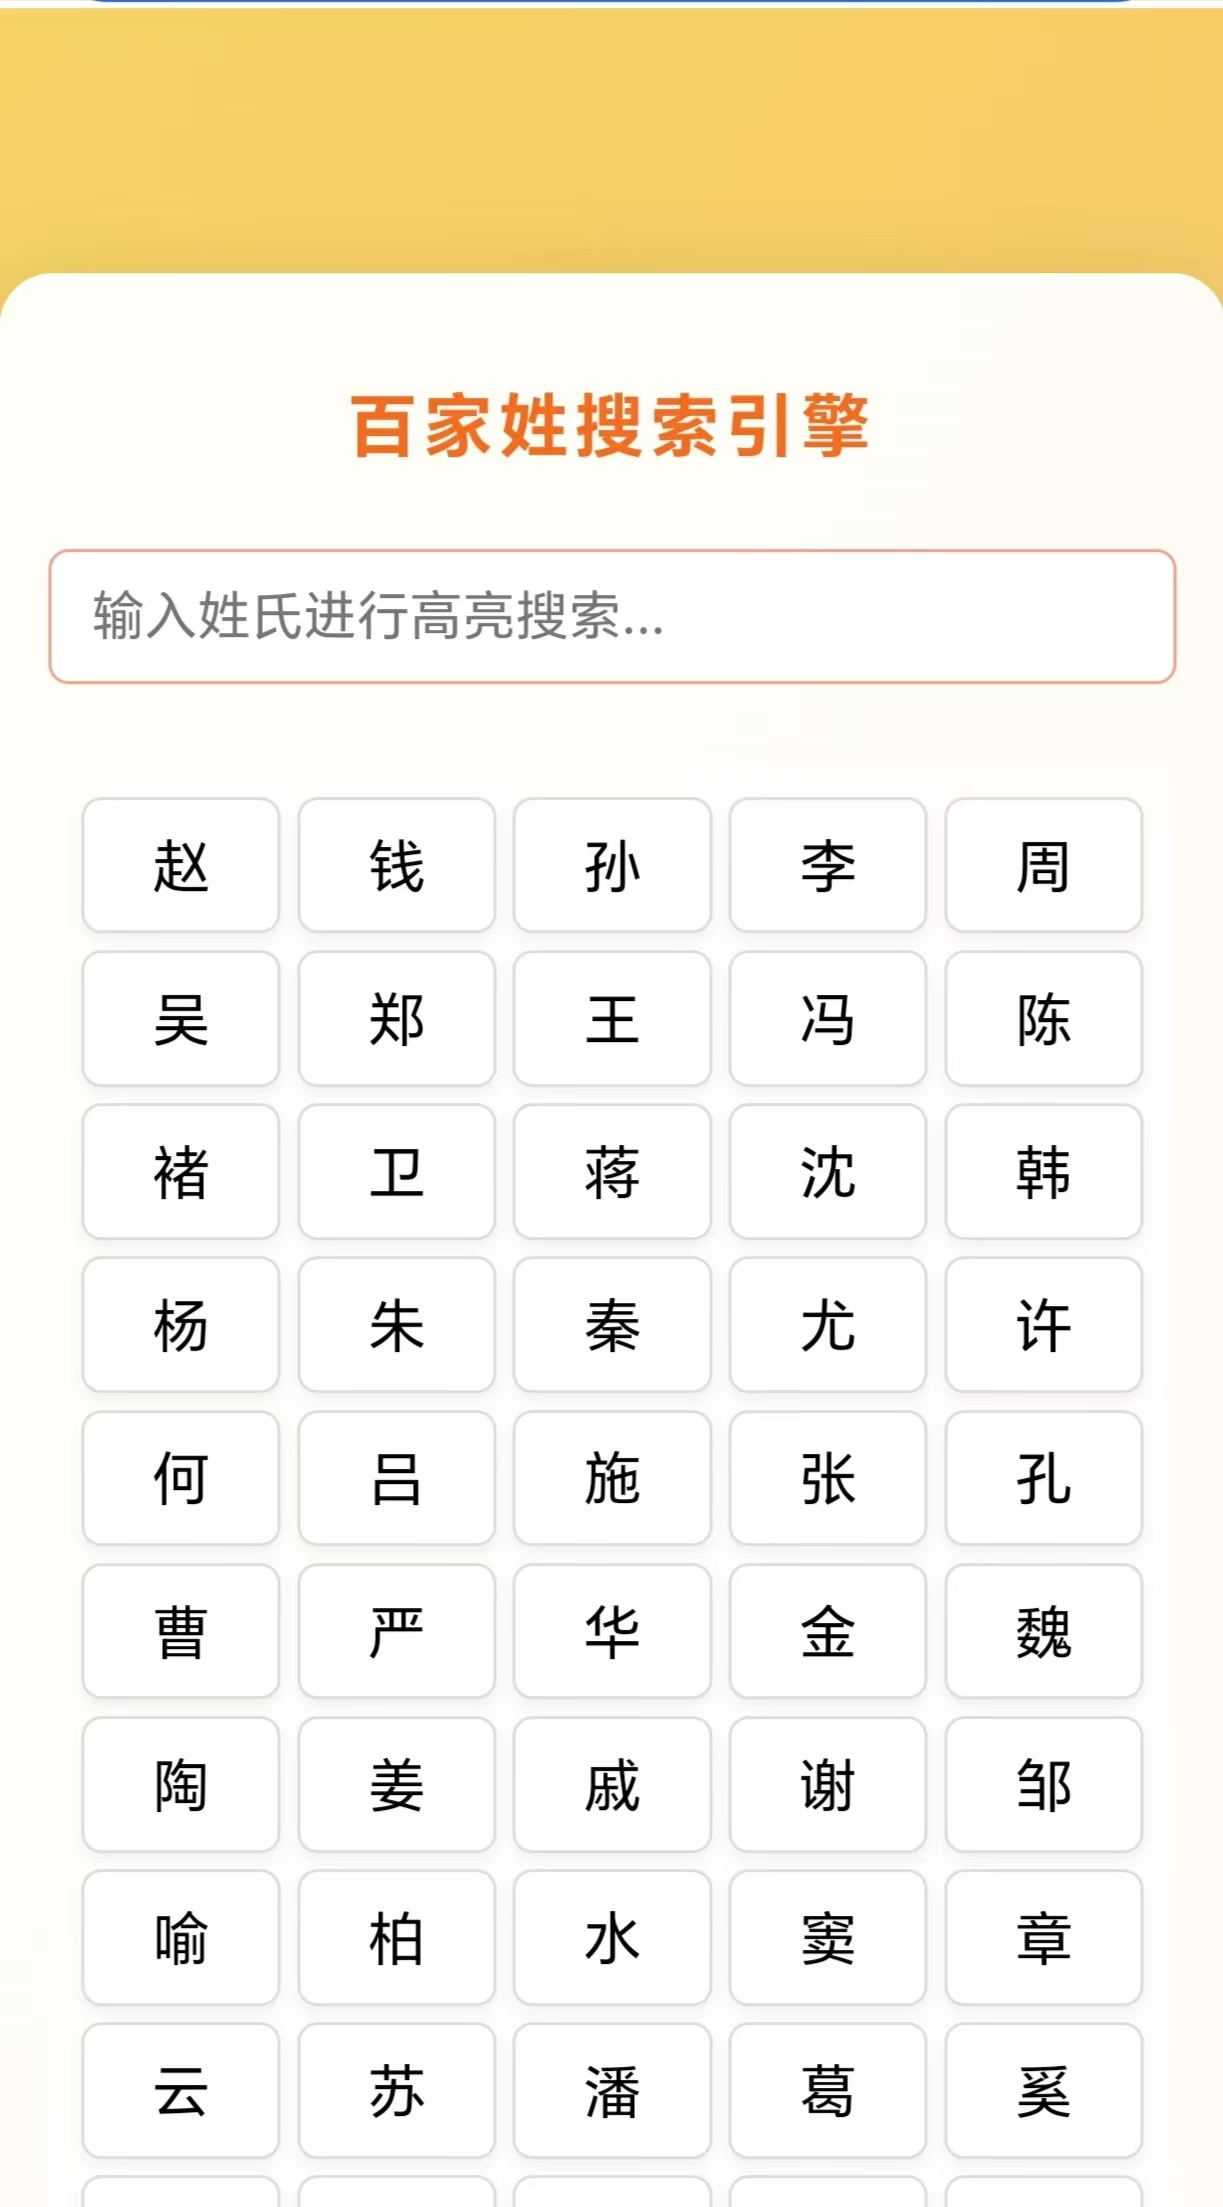 百家姓搜索引擎
输入姓氏进行高亮搜索...
赵 钱 孙 李 周
吴 郑 王 冯 陈
褚 卫 蒋 沈 韩
杨 朱 秦 尤 许
何 吕 施 张 孔
曹 严 华 金 魏
陶 姜 戚 谢 邹
喻 柏 水 窦 章
云 苏 潘 葛 奚